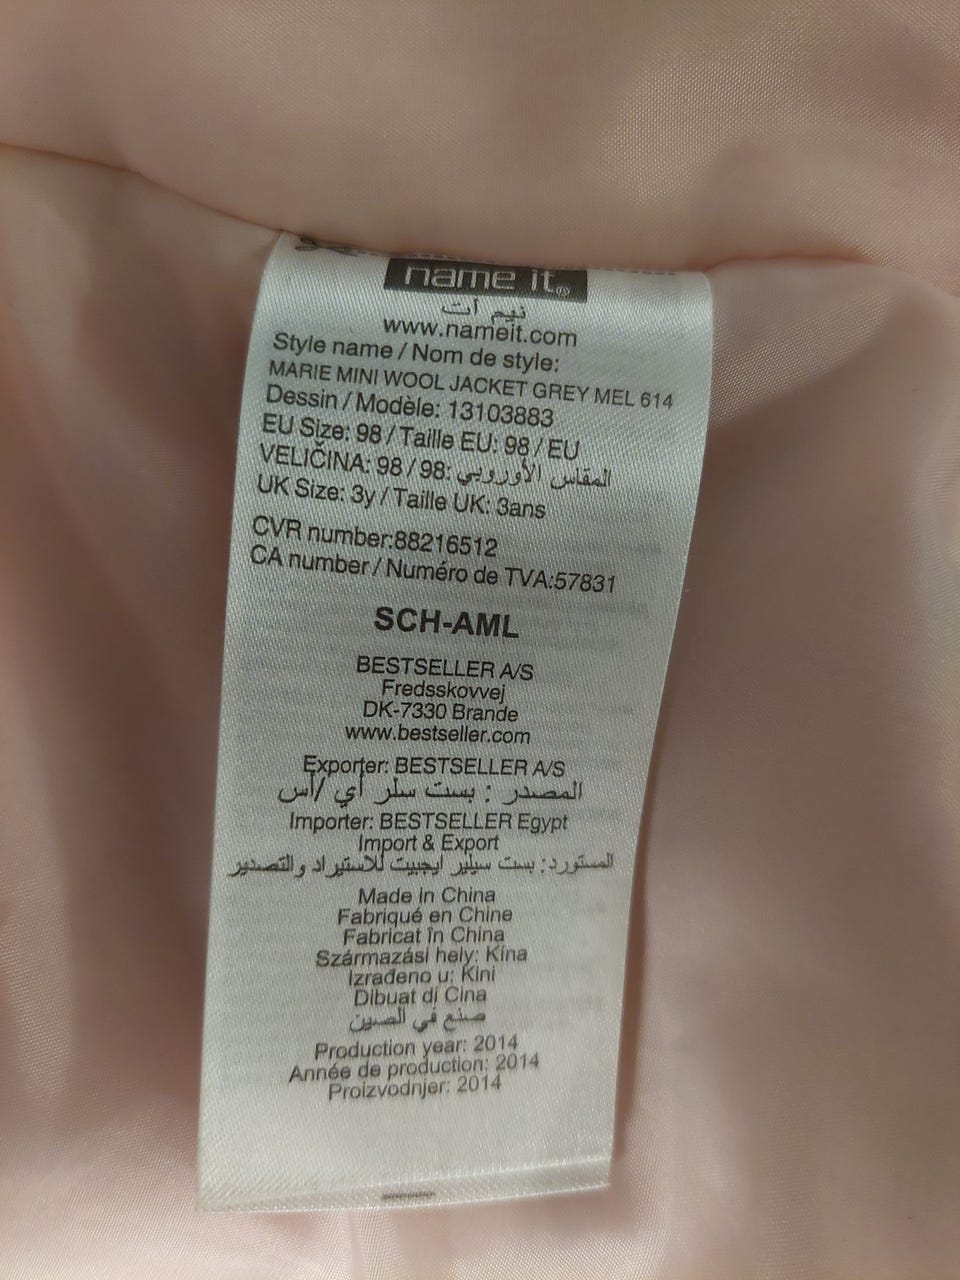 name it®
نيم ات
www.nameit.com
Style name / Nom de style:
MARIE MINI WOOL JACKET GREY MEL 614
Dessin / Modèle: 13103883
EU Size: 98 / Taille EU: 98 / EU
VELIČINA: 98 / 98: المقاس الأوروبي
UK Size: 3y / Taille UK: 3ans
CVR number:88216512
CA number / Numéro de TVA:57831
SCH-AML
BESTSELLER A/S
Fredsskovvej
DK-7330 Brande
www.bestseller.com
Exporter: BESTSELLER A/S
المصدر : بست سلر أي /أس
Importer: BESTSELLER Egypt
Import & Export
المستورد: بست سيلير ايجيبت للاستيراد والتصدير
Made in China
Fabriqué en Chine
Fabricat în China
Származási hely: Kína
Izrađeno u: Kini
Dibuat di Cina
صنع في الصين
Production year: 2014
Année de production: 2014
Proizvodnjer: 2014